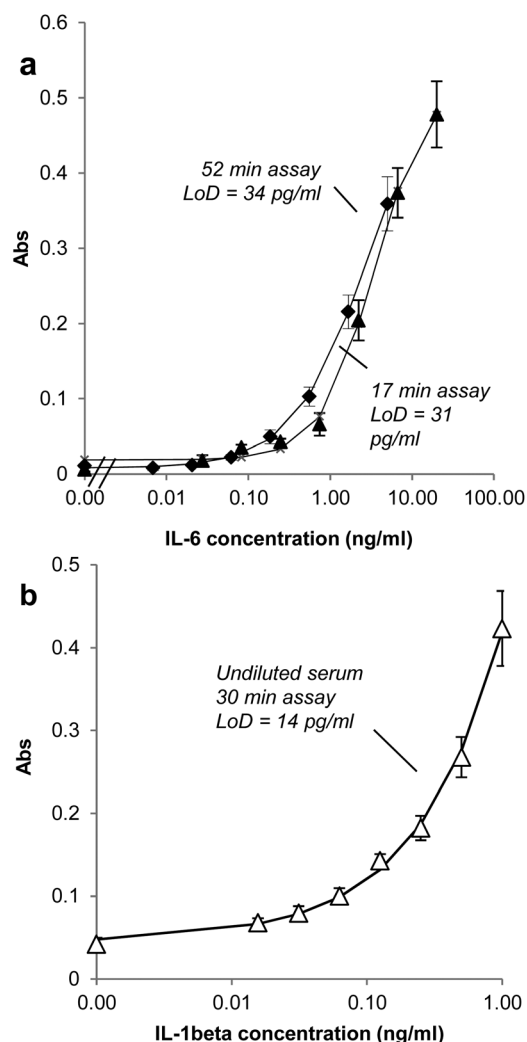 a
0.6
0.5
0.4
0.3
0.2
0.1
0
Abs
52 min assay
LoD = 34 pg/ml
17 min assay
LoD = 31
pg/ml
0.00 0.01 0.10 1.00 10.00 100.00
IL-6 concentration (ng/ml)
b
0.5
0.4
0.3
0.2
0.1
0
Abs
Undiluted serum
30 min assay
LoD = 14 pg/ml
0.00 0.01 0.10 1.00
IL-1beta concentration (ng/ml)